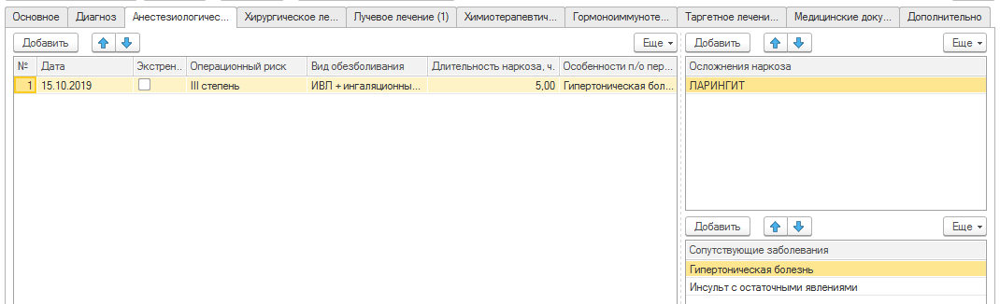 Основное Диагноз Анестезиологичес... Хирургическое ле... Лучевое лечение (1) Химиотерапевтич... Гормоноиммуноте... Таргетное лечени... Медицинские доку... Дополнительно
Добавить Еще Добавить Еще
№ Дата Экстрен.. Операционный риск Вид обезболивания Длительность наркоза, ч. Особенности п/о пер... Осложнения наркоза
1 15.10.2019 III степень ИВЛ + ингаляционны... 5,00 Гипертоническая бол... ЛАРИНГИТ
Добавить Еще
Сопутствующие заболевания
Гипертоническая болезнь
Инсульт с остаточными явлениями